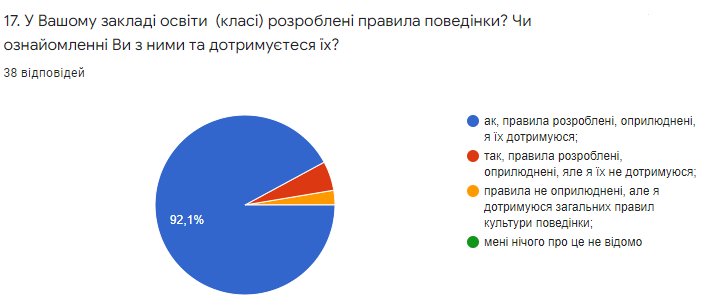 17. У Вашому закладі освіти  (класі) розроблені правила поведінки? Чи
ознайомленні Ви з ними та дотримуєтеся їх?
38 відповідей
ак, правила розроблені, оприлюднені,
я їх дотримуюся;
так, правила розроблені,
оприлюднені, яле я їх не дотримуюся;
правила не оприлюднені, але я
дотримуюся загальних правил
культури поведінки;
мені нічого про це не відомо
92,1%